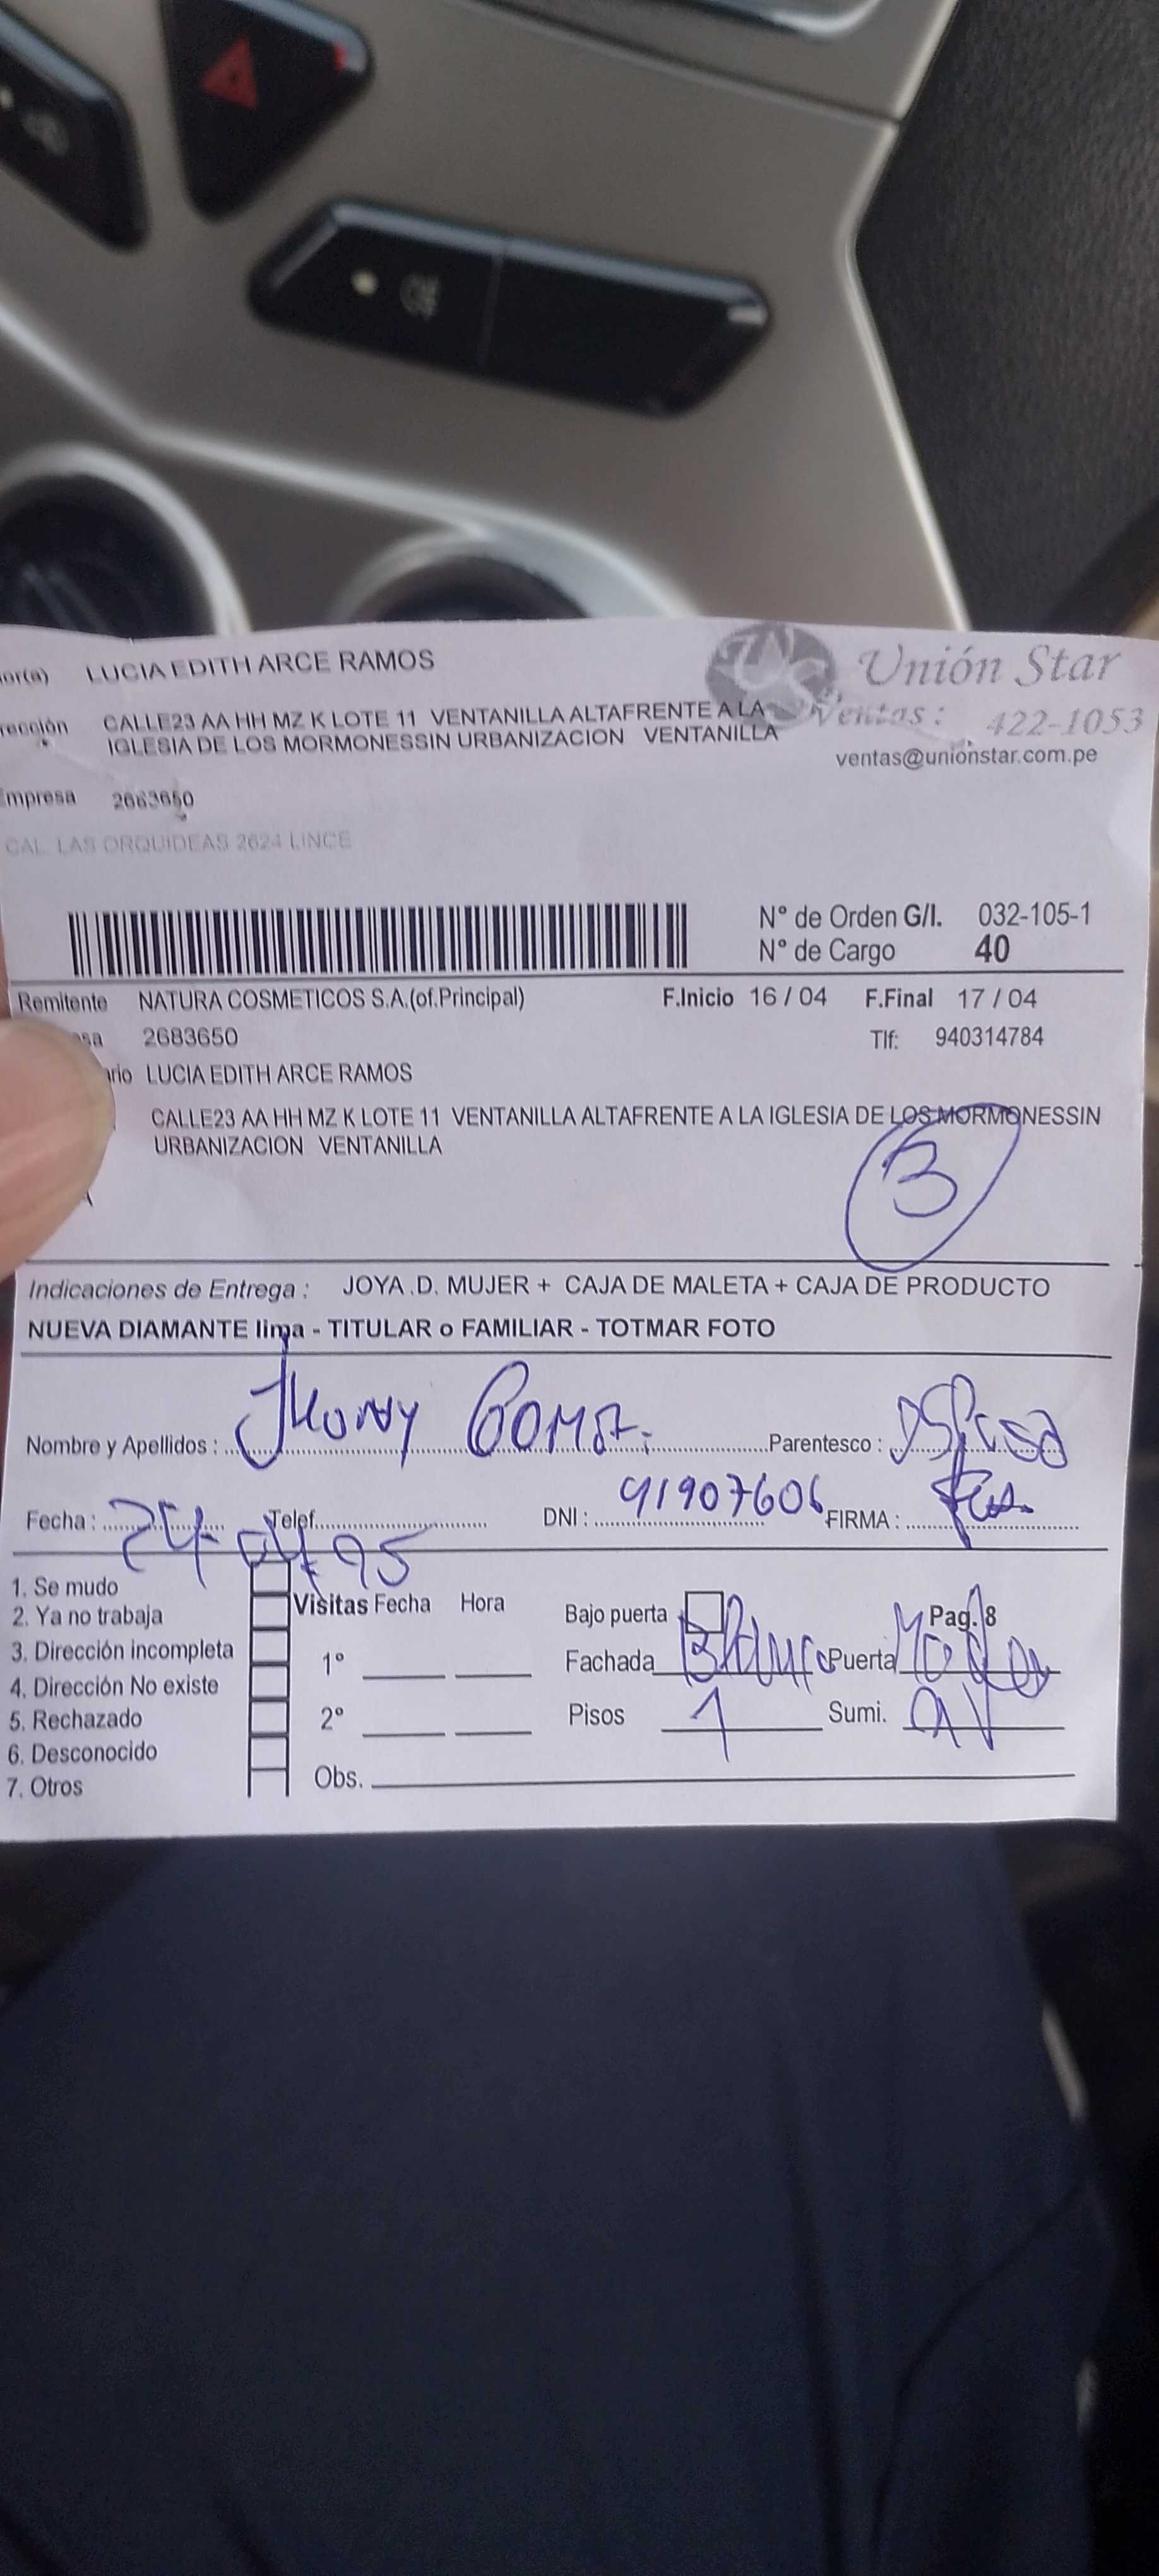 or(a) LUCIA EDITH ARCE RAMOS
Unión Star
rección CALLE23 AA HH MZ K LOTE 11 VENTANILLA ALTAFRENTE A LA
IGLESIA DE LOS MORMONESSIN URBANIZACION VENTANILLA
Ventas: 422-1053
ventas@unionstar.com.pe
mpresa 2683650
CAL. LAS ORQUIDEAS 2624 LINCE
N° de Orden G/I. 032-105-1
N° de Cargo 40
Remitente NATURA COSMETICOS S.A.(of.Principal) F.Inicio 16 / 04 F.Final 17 / 04
sa 2683650 Tlf: 940314784
ario LUCIA EDITH ARCE RAMOS
CALLE23 AA HH MZ K LOTE 11 VENTANILLA ALTAFRENTE A LA IGLESIA DE LOS MORMONESSIN
URBANIZACION VENTANILLA
3
Indicaciones de Entrega : JOYA .D. MUJER + CAJA DE MALETA + CAJA DE PRODUCTO
NUEVA DIAMANTE lima - TITULAR o FAMILIAR - TOTMAR FOTO
Nombre y Apellidos : Jhonny Parentesco :
Fecha : Telef. DNI : 41907606 FIRMA :
1. Se mudo
2. Ya no trabaja
3. Dirección incompleta
4. Dirección No existe
5. Rechazado
6. Desconocido
7. Otros
Visitas Fecha Hora
1°
2°
Obs.
Bajo puerta Pag. 8
Fachada Puerta
Pisos 1 Sumi.